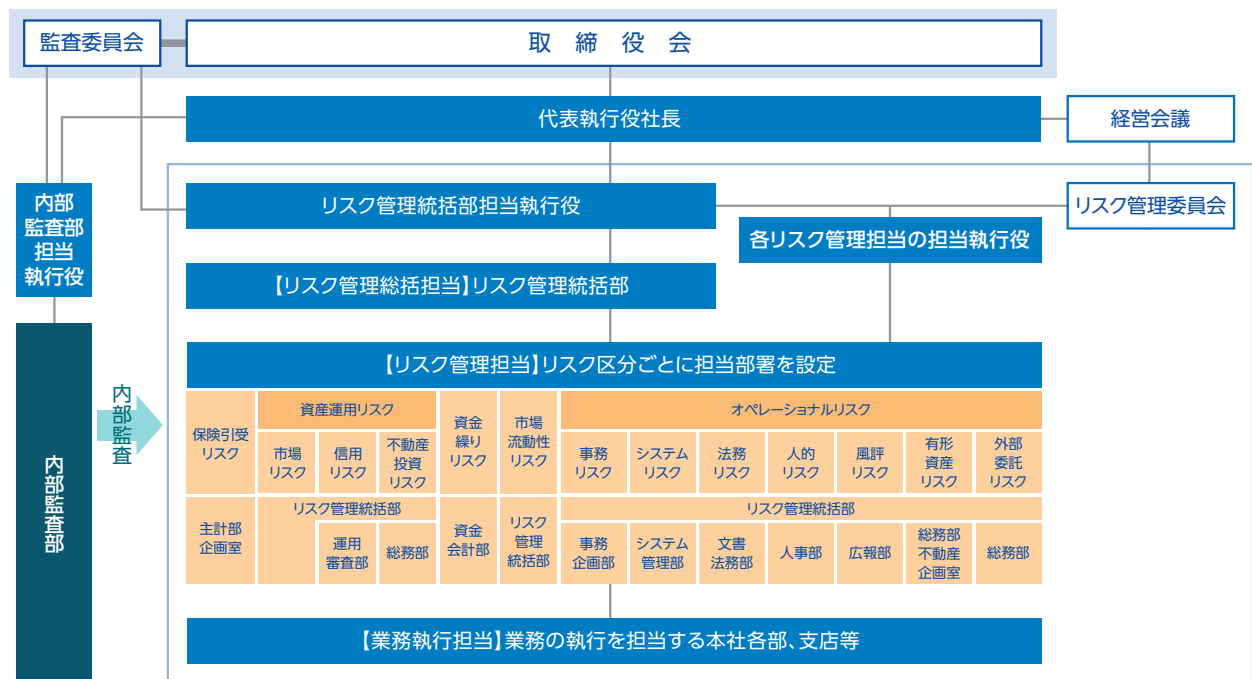 監査委員会
取締役会
代表執行役社長
経営会議
内部
監査部
担当
執行役
リスク管理統括部担当執行役
リスク管理委員会
各リスク管理担当の担当執行役
【リスク管理総括担当】リスク管理統括部
内部監査部
内部監査
【リスク管理担当】リスク区分ごとに担当部署を設定
保険引受
リスク
資産運用リスク
市場
リスク
信用
リスク
不動産
投資
リスク
資金
繰り
リスク
市場
流動性
リスク
オペレーショナルリスク
事務
リスク
システム
リスク
法務
リスク
人的
リスク
風評
リスク
有形
資産
リスク
外部
委託
リスク
主計部
企画室
リスク管理統括部
運用
審査部
総務部
資金
会計部
リスク
管理
統括部
リスク管理統括部
事務
企画部
システム
管理部
文書
法務部
人事部
広報部
総務部
不動産
企画室
総務部
【業務執行担当】業務の執行を担当する本社各部、支店等